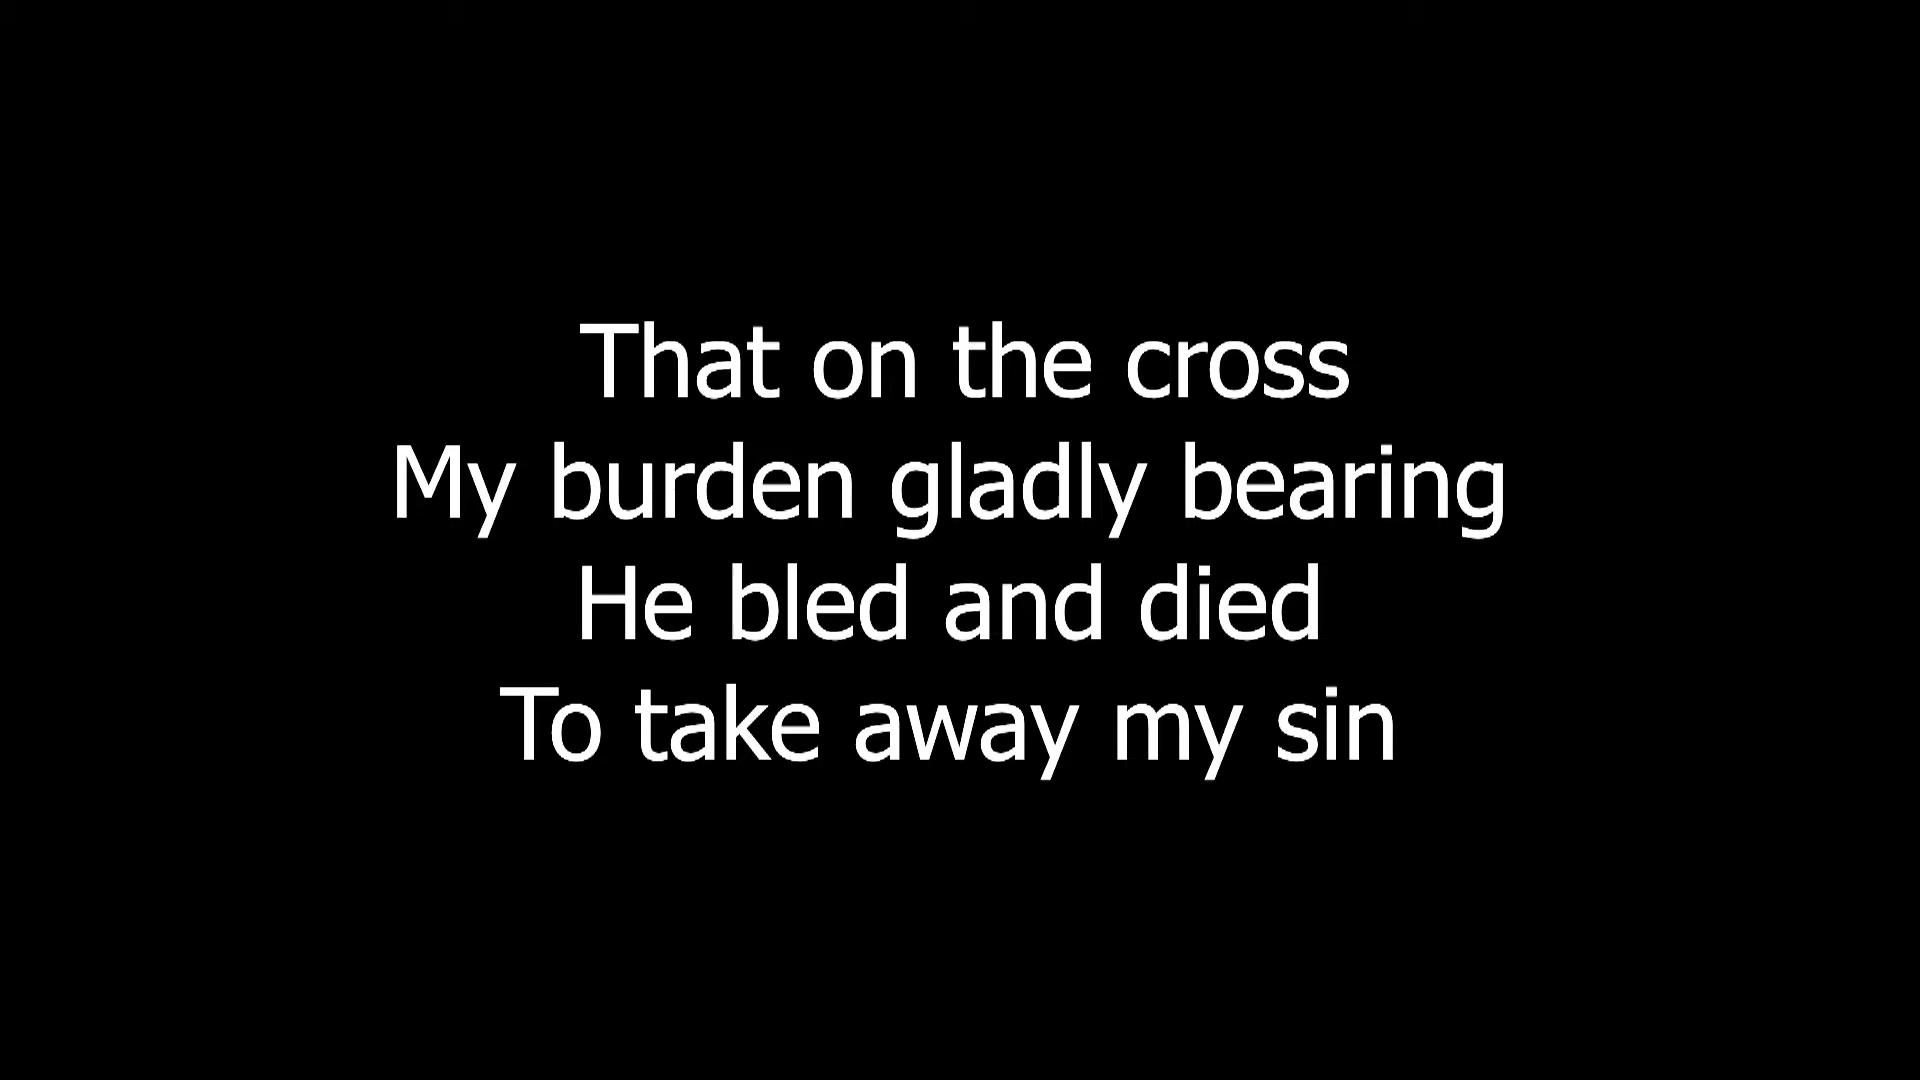 That on the cross
My burden gladly bearing
He bled and died
To take away my sin